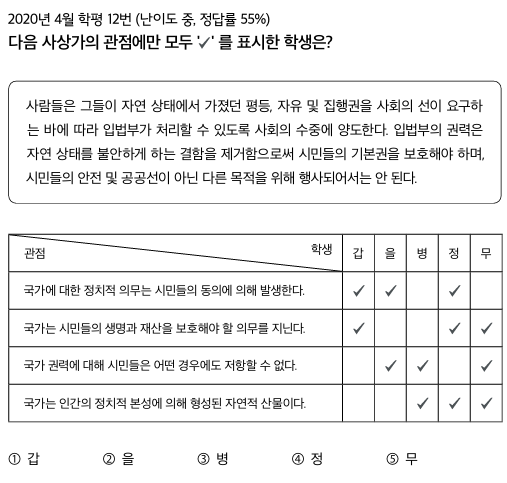 2020년 4월 학평 12번 (난이도 중, 정답률 55%)
다음 사상가의 관점에만 모두 '✓' 를 표시한 학생은?
사람들은 그들이 자연 상태에서 가졌던 평등, 자유 및 집행권을 사회의 선이 요구하
는 바에 따라 입법부가 처리할 수 있도록 사회의 수중에 양도한다. 입법부의 권력은
자연 상태를 불안하게 하는 결함을 제거함으로써 시민들의 기본권을 보호해야 하며,
시민들의 안전 및 공공선이 아닌 다른 목적을 위해 행사되어서는 안 된다.
관점 학생 갑 을 병 정 무
국가에 대한 정치적 의무는 시민들의 동의에 의해 발생한다. ✓ ✓ ✓
국가는 시민들의 생명과 재산을 보호해야 할 의무를 지닌다. ✓ ✓ ✓
국가 권력에 대해 시민들은 어떤 경우에도 저항할 수 없다. ✓ ✓ ✓
국가는 인간의 정치적 본성에 의해 형성된 자연적 산물이다. ✓ ✓ ✓
① 갑 ② 을 ③ 병 ④ 정 ⑤ 무